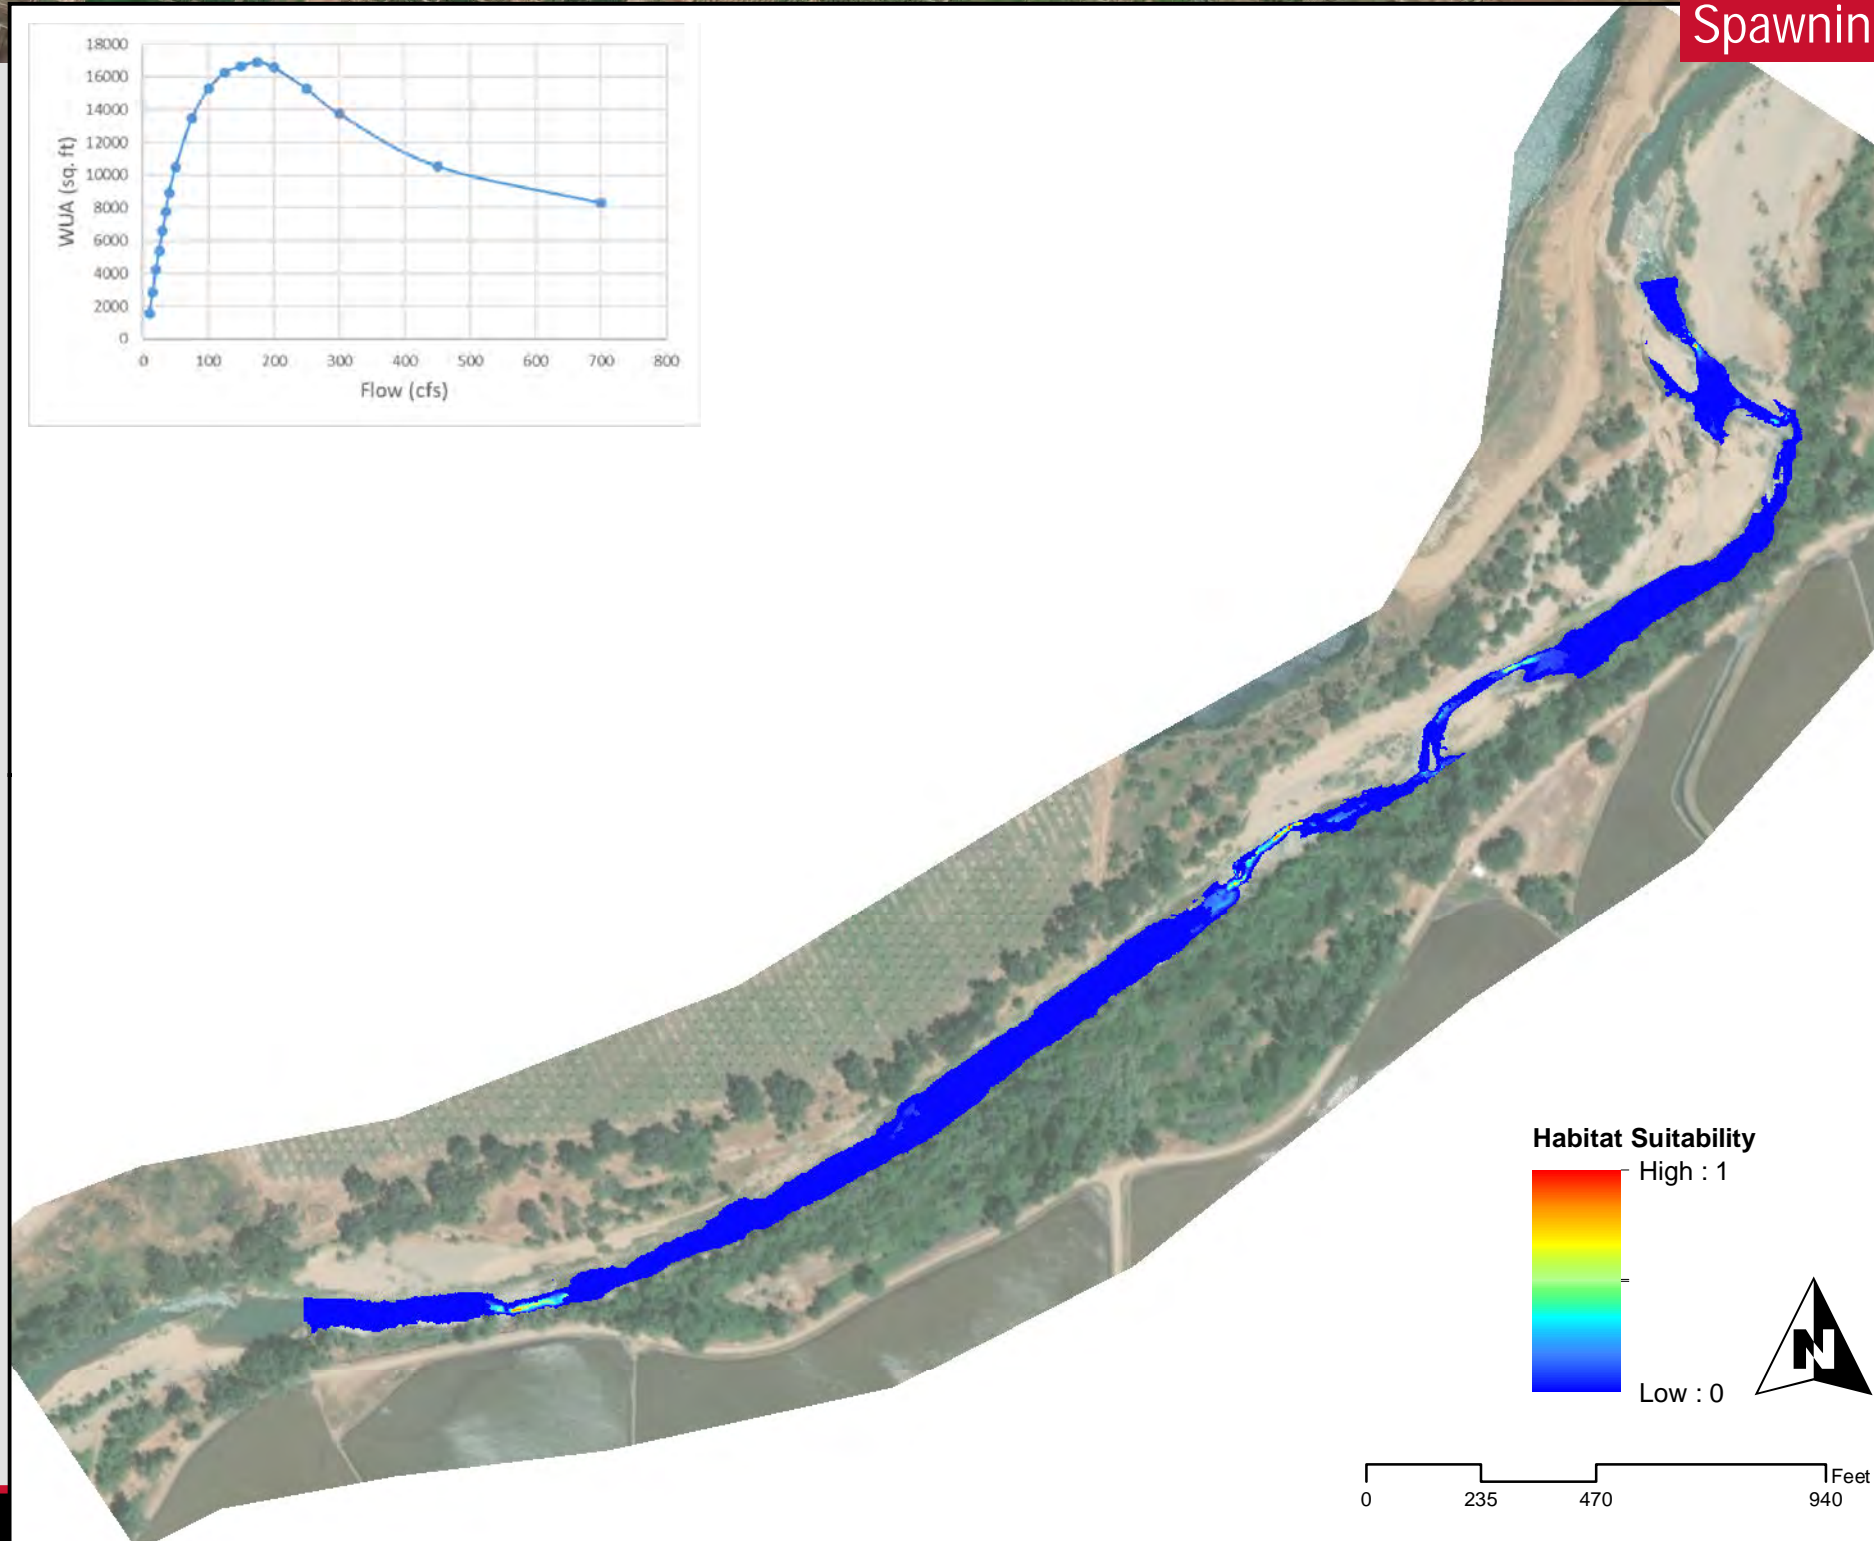 Spawnin
18000
16000
14000
12000
10000
8000
6000
4000
2000
0
WUA (sq. ft)
0 100 200 300 400 500 600 700 800
Flow (cfs)
Habitat Suitability
High : 1
Low : 0
N
Feet
0 235 470 940